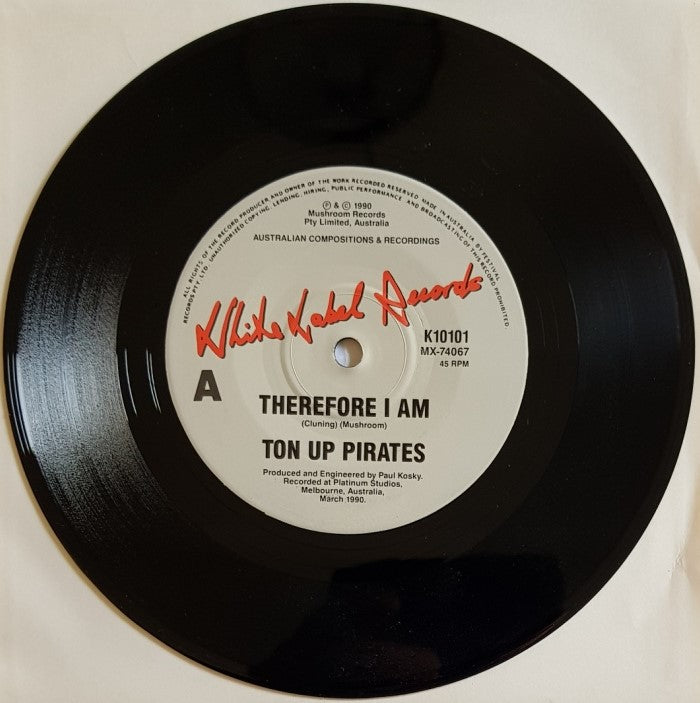 ALL RIGHTS OF THE RECORD PRODUCER AND OWNER OF THE WORK RECORDED RESERVED. MADE IN AUSTRALIA BY FESTIVAL
RECORDS PTY. LTD. UNAUTHORIZED COPYING, LENDING, HIRING, PUBLIC PERFORMANCE AND BROADCASTING OF THIS RECORD PROHIBITED.
℗ & © 1990
Mushroom Records
Pty Limited, Australia
AUSTRALIAN COMPOSITIONS & RECORDINGS
White Label Records
K10101
MX-74067
45 RPM
A
THEREFORE I AM
(Cluning) (Mushroom)
TON UP PIRATES
Produced and Engineered by Paul Kosky.
Recorded at Platinum Studios,
Melbourne, Australia,
March 1990.